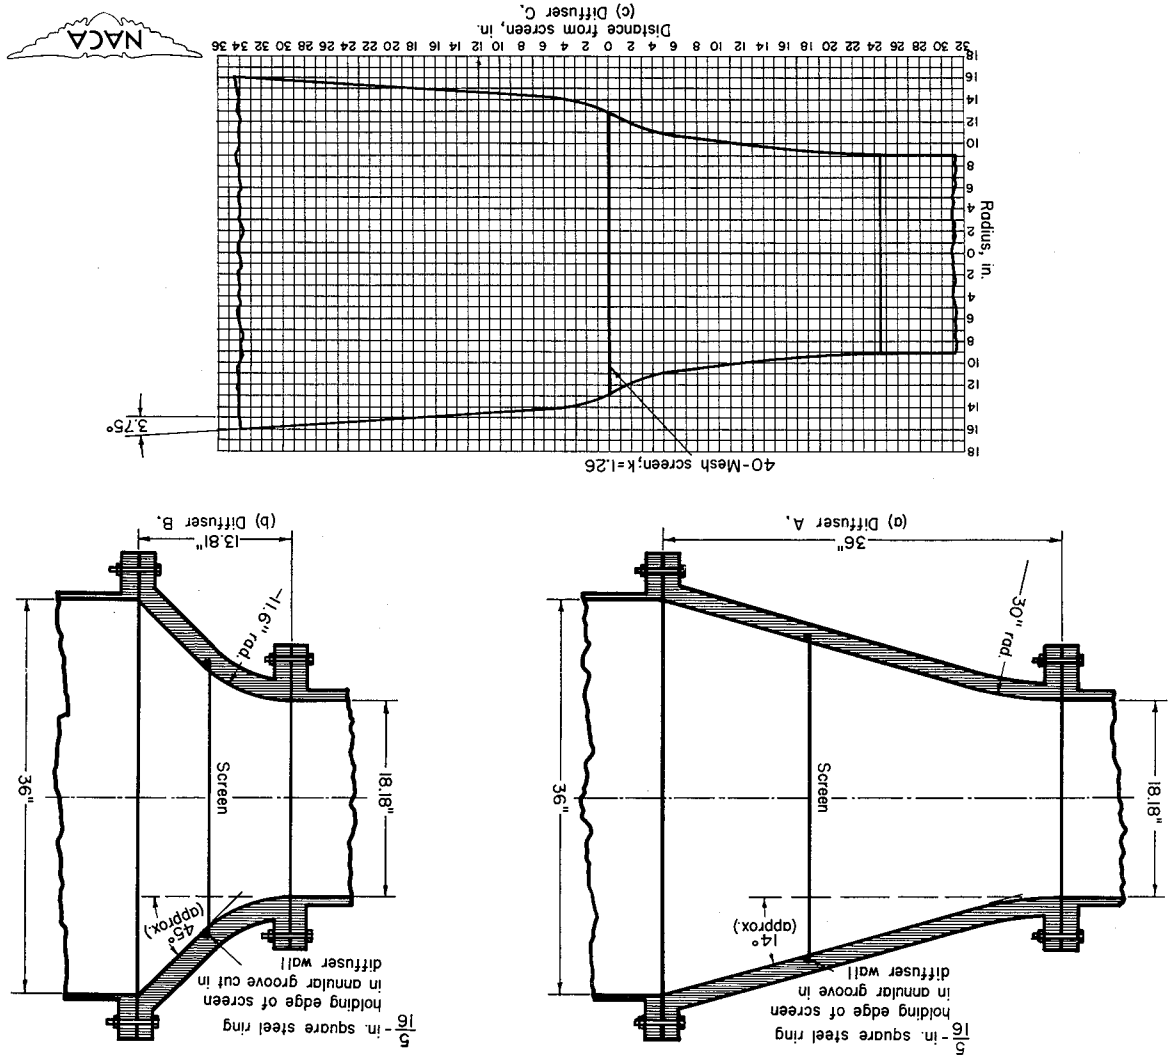 5/16 - in. square steel ring
holding edge of screen
in annular groove in
diffuser wall
14°
(approx.)
18.18"
Screen
36"
30" rad.
36"
(a) Diffuser A.
5/16 - in. square steel ring
holding edge of screen
in annular groove cut in
diffuser wall
45°
(approx.)
18.18"
Screen
36"
11.6" rad.
13.81"
(b) Diffuser B.
40-Mesh screen; k=1.26
3.75°
Radius, in.
18
16
14
12
10
8
6
4
2
0
2
4
6
8
10
12
14
16
18
32 30 28 26 24 22 20 18 16 14 12 10 8 6 4 2 0 2 4 6 8 10 12 14 16 18 20 22 24 26 28 30 32 34 36
Distance from screen, in.
(c) Diffuser C.
NACA